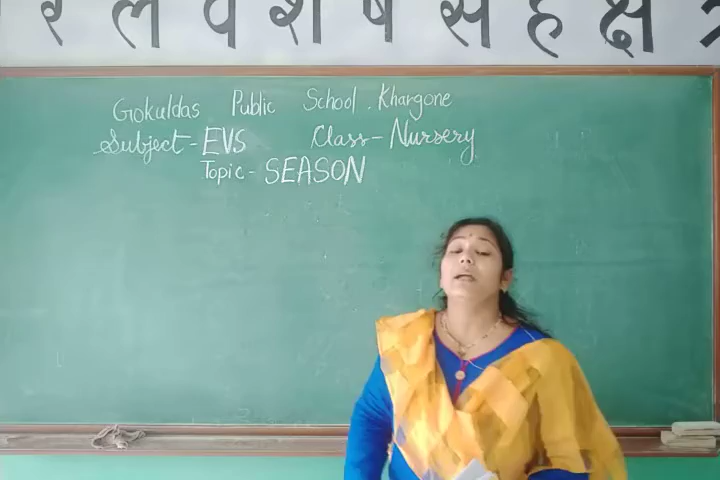 र ल व श ष स ह क्ष त्र
Gokuldas Public School . Khargone
Subject - EVS Class - Nursery
Topic - SEASON